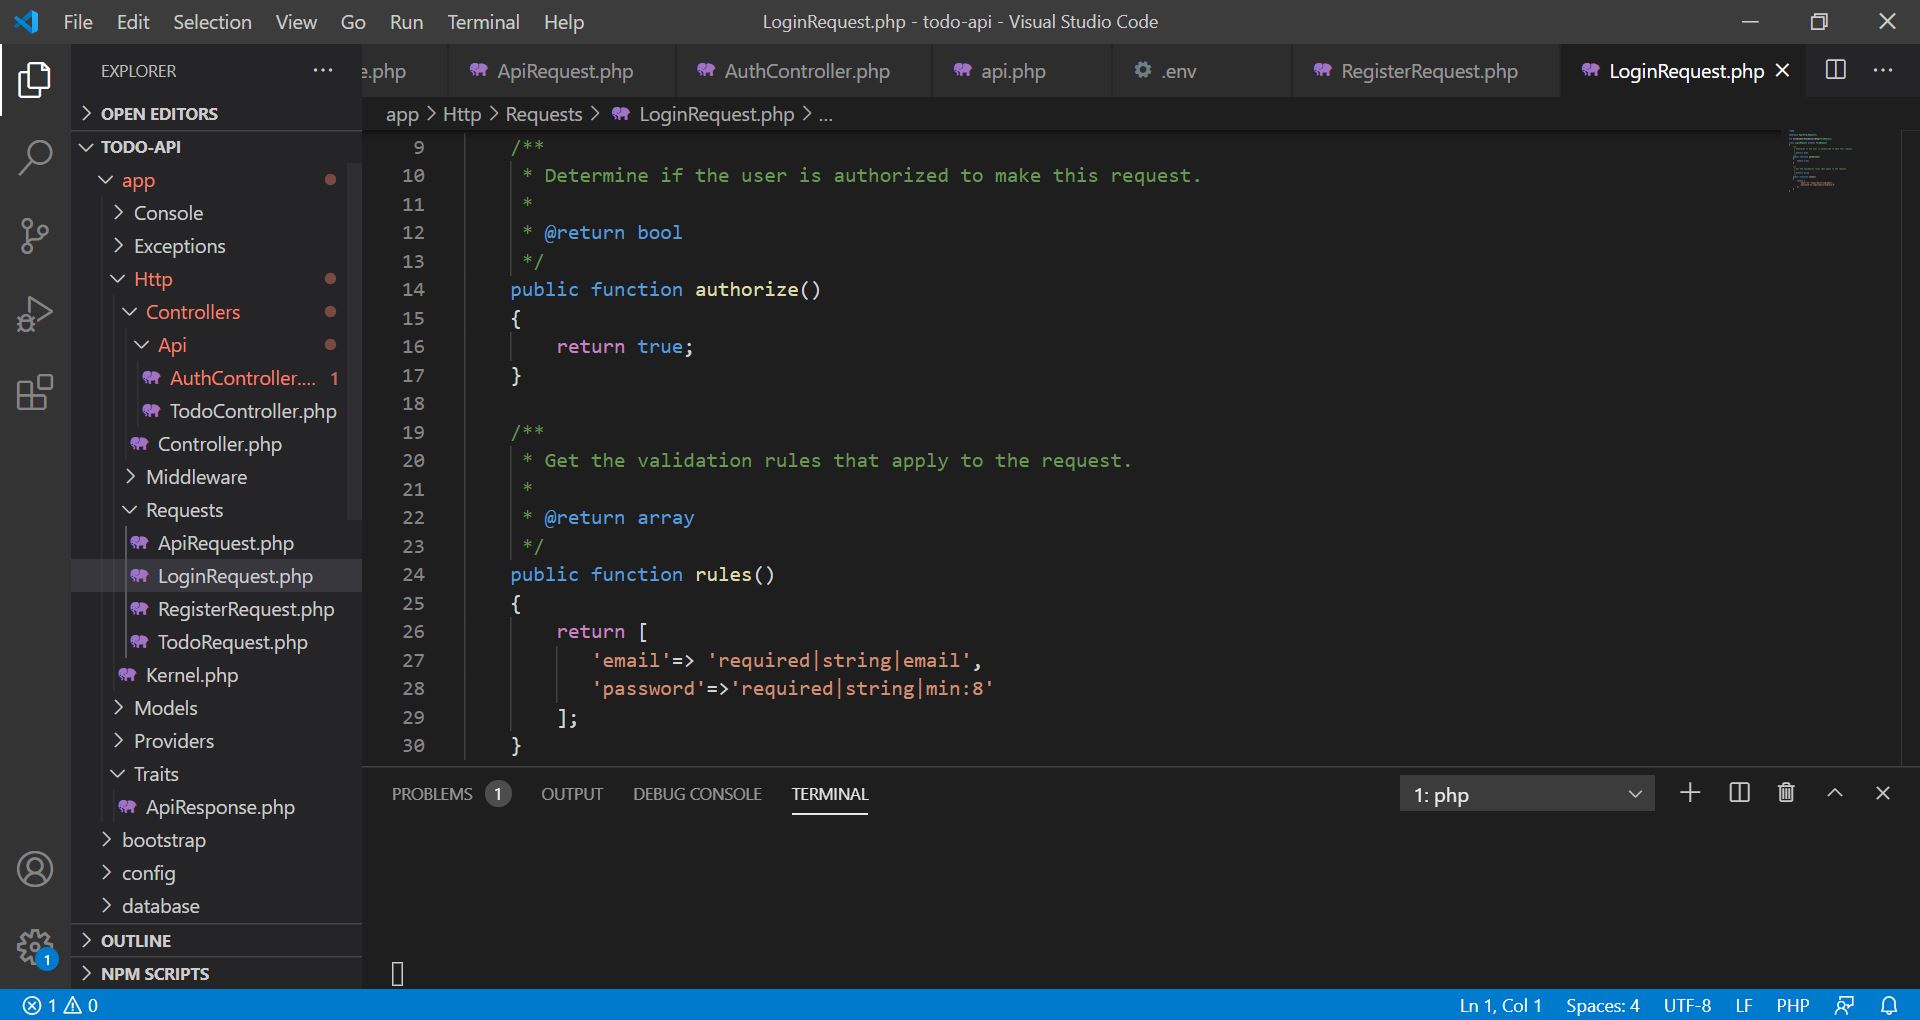 File Edit Selection View Go Run Terminal Help
LoginRequest.php - todo-api - Visual Studio Code
EXPLORER
e.php
ApiRequest.php
AuthController.php
api.php
.env
RegisterRequest.php
LoginRequest.php
OPEN EDITORS
TODO-API
app
Console
Exceptions
Http
Controllers
Api
AuthController.... 1
TodoController.php
Controller.php
Middleware
Requests
ApiRequest.php
LoginRequest.php
RegisterRequest.php
TodoRequest.php
Kernel.php
Models
Providers
Traits
ApiResponse.php
bootstrap
config
database
OUTLINE
NPM SCRIPTS
app > Http > Requests > LoginRequest.php > ...
9 /**
10 * Determine if the user is authorized to make this request.
11 *
12 * @return bool
13 */
14 public function authorize()
15 {
16 return true;
17 }
18
19 /**
20 * Get the validation rules that apply to the request.
21 *
22 * @return array
23 */
24 public function rules()
25 {
26 return [
27 'email'=> 'required|string|email',
28 'password'=>'required|string|min:8'
29 ];
30 }
PROBLEMS 1 OUTPUT DEBUG CONSOLE TERMINAL
1: php
1
1 0
Ln 1, Col 1 Spaces: 4 UTF-8 LF PHP